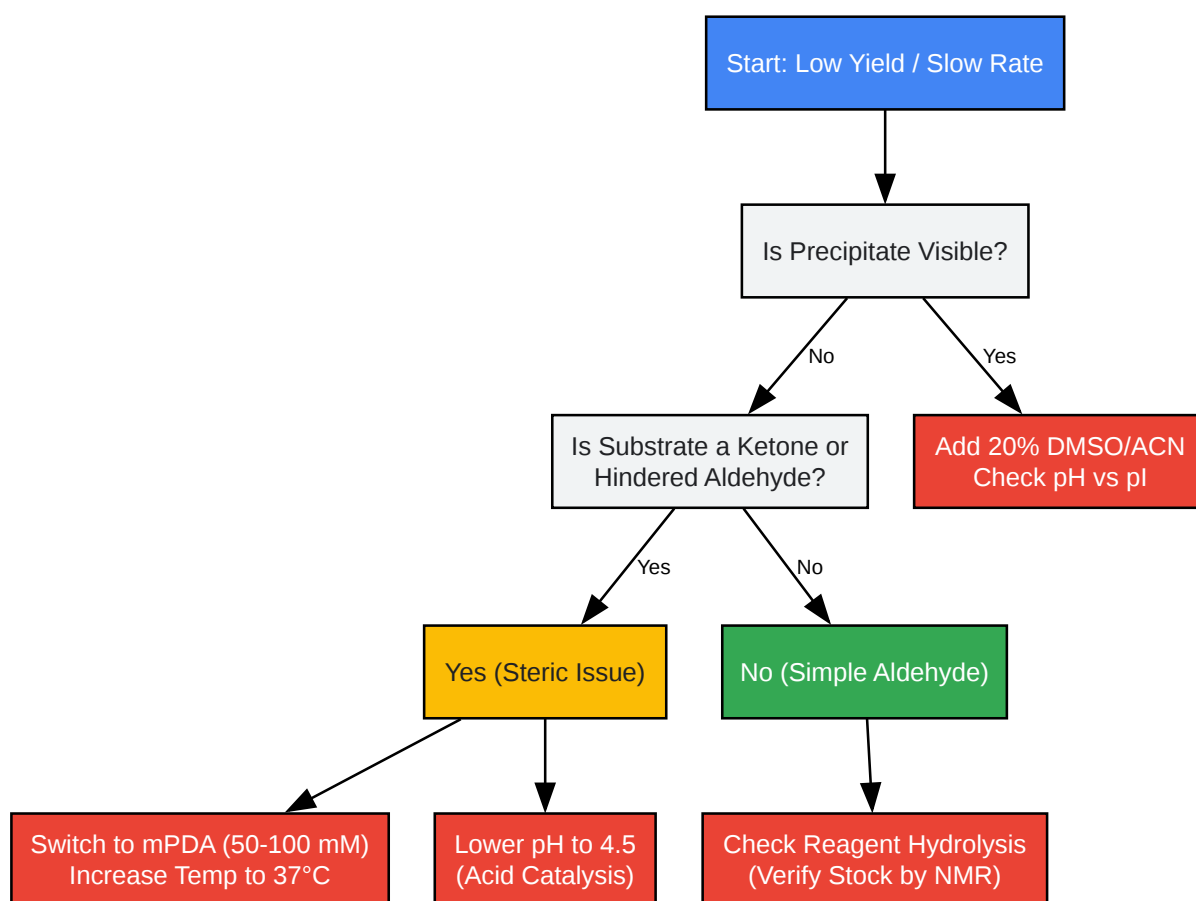 Start: Low Yield / Slow Rate
Is Precipitate Visible?
No
Yes
Is Substrate a Ketone or
Hindered Aldehyde?
Add 20% DMSO/ACN
Check pH vs pI
Yes
No
Yes (Steric Issue)
No (Simple Aldehyde)
Switch to mPDA (50-100 mM)
Increase Temp to 37°C
Lower pH to 4.5
(Acid Catalysis)
Check Reagent Hydrolysis
(Verify Stock by NMR)